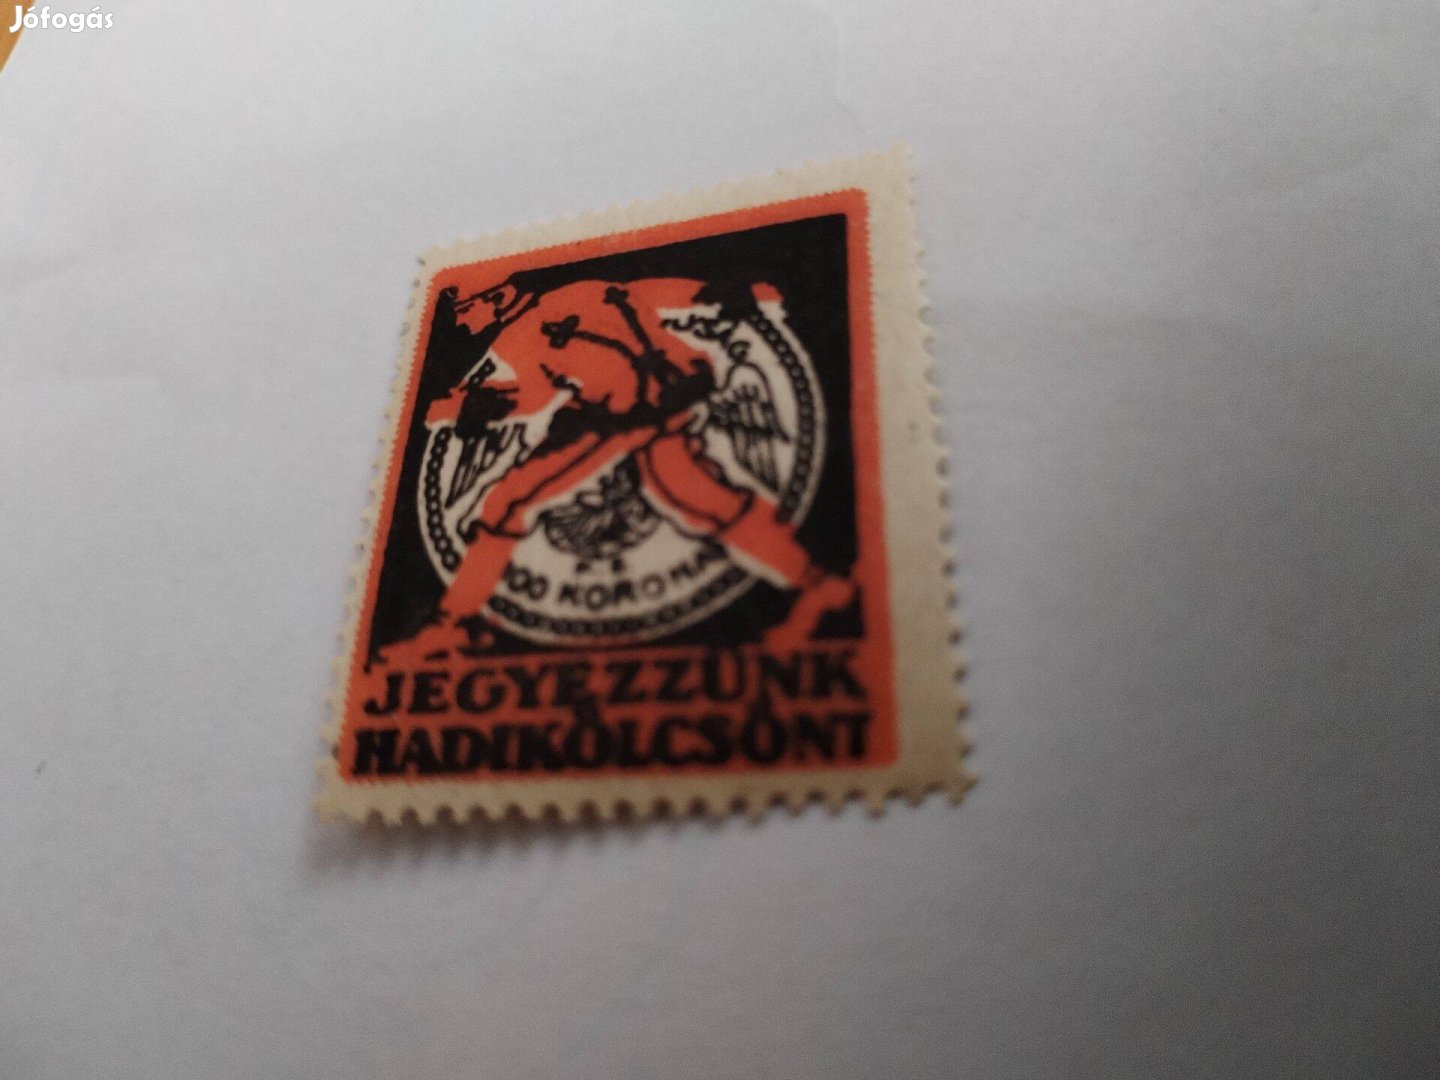 Jófogás
100 KORONA
JEGYEZZÜNK
HADIKÖLCSÖNT